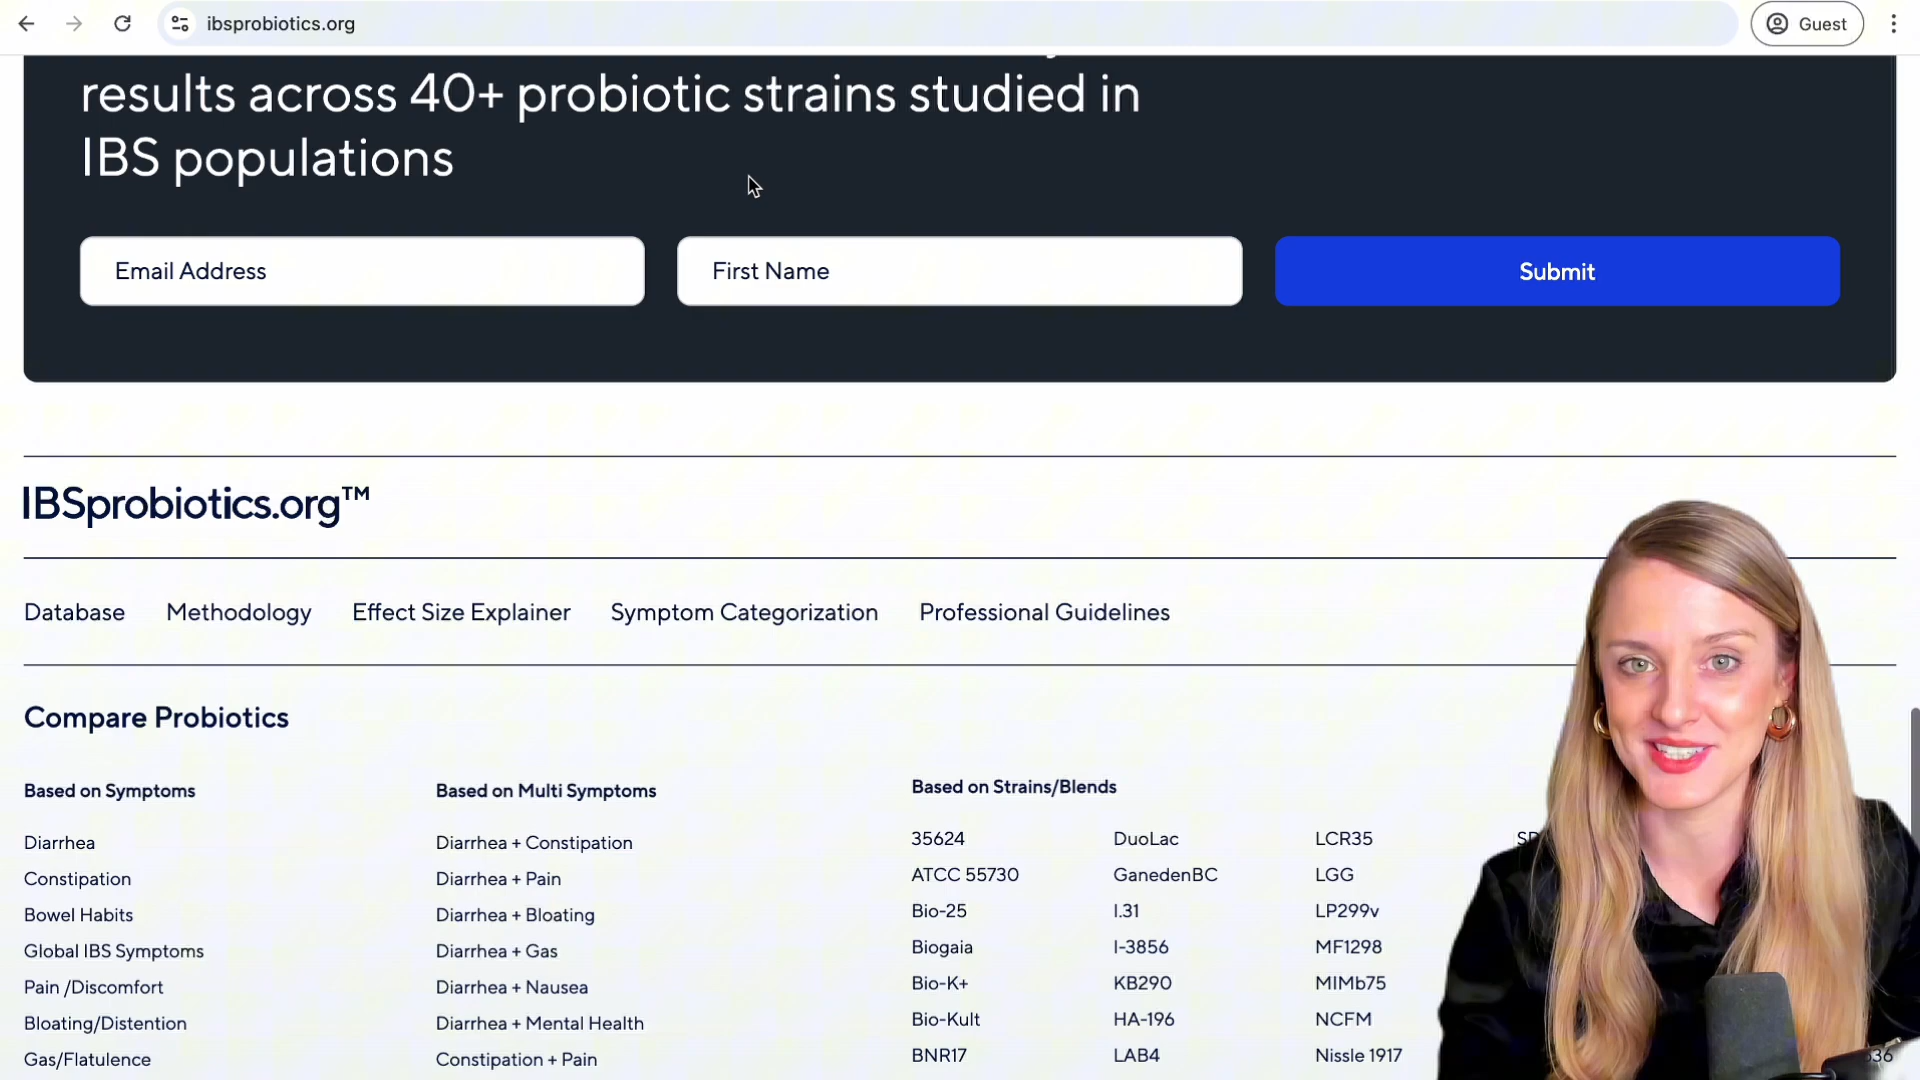 ibsprobiotics.org
Guest
results across 40+ probiotic strains studied in
IBS populations
Email Address
First Name
Submit
IBSprobiotics.org™
Database
Methodology
Effect Size Explainer
Symptom Categorization
Professional Guidelines
Compare Probiotics
Based on Symptoms
Diarrhea
Constipation
Bowel Habits
Global IBS Symptoms
Pain /Discomfort
Bloating/Distention
Gas/Flatulence
Based on Multi Symptoms
Diarrhea + Constipation
Diarrhea + Pain
Diarrhea + Bloating
Diarrhea + Gas
Diarrhea + Nausea
Diarrhea + Mental Health
Constipation + Pain
Based on Strains/Blends
35624
ATCC 55730
Bio-25
Biogaia
Bio-K+
Bio-Kult
BNR17
DuoLac
GanedenBC
I.31
I-3856
KB290
HA-196
LAB4
LCR35
LGG
LP299v
MF1298
MIMb75
NCFM
Nissle 1917